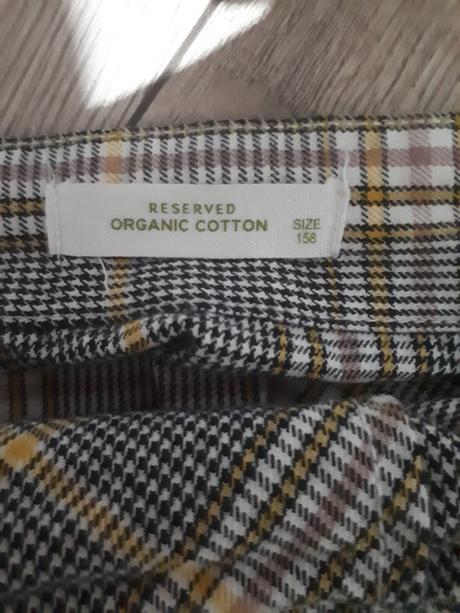 RESERVED
ORGANIC COTTON
SIZE
158